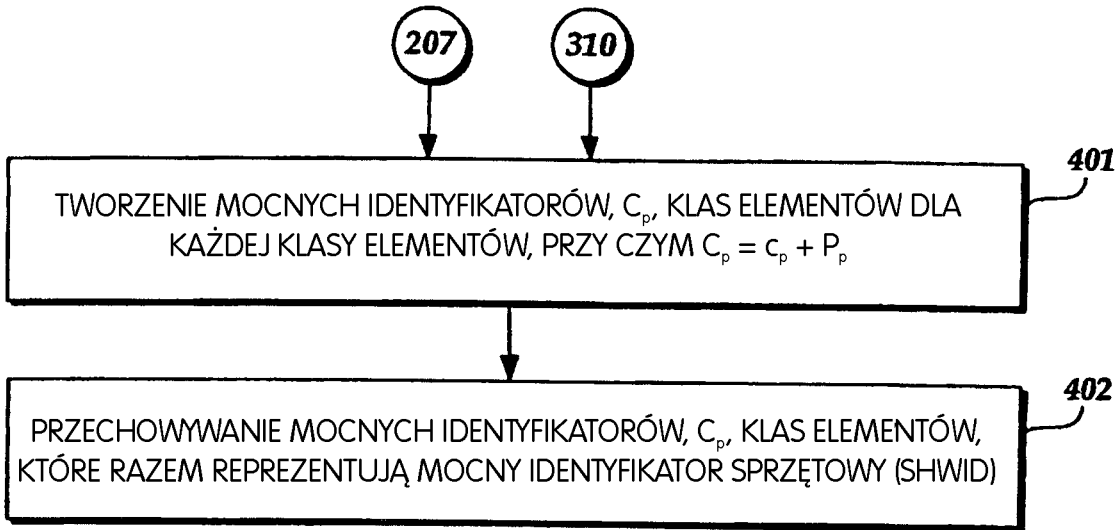 207 310
401
TWORZENIE MOCNYCH IDENTYFIKATORÓW, Cₚ, KLAS ELEMENTÓW DLA
KAŻDEJ KLASY ELEMENTÓW, PRZY CZYM Cₚ = cₚ + Pₚ
402
PRZECHOWYWANIE MOCNYCH IDENTYFIKATORÓW, Cₚ, KLAS ELEMENTÓW,
KTÓRE RAZEM REPREZENTUJĄ MOCNY IDENTYFIKATOR SPRZĘTOWY (SHWID)